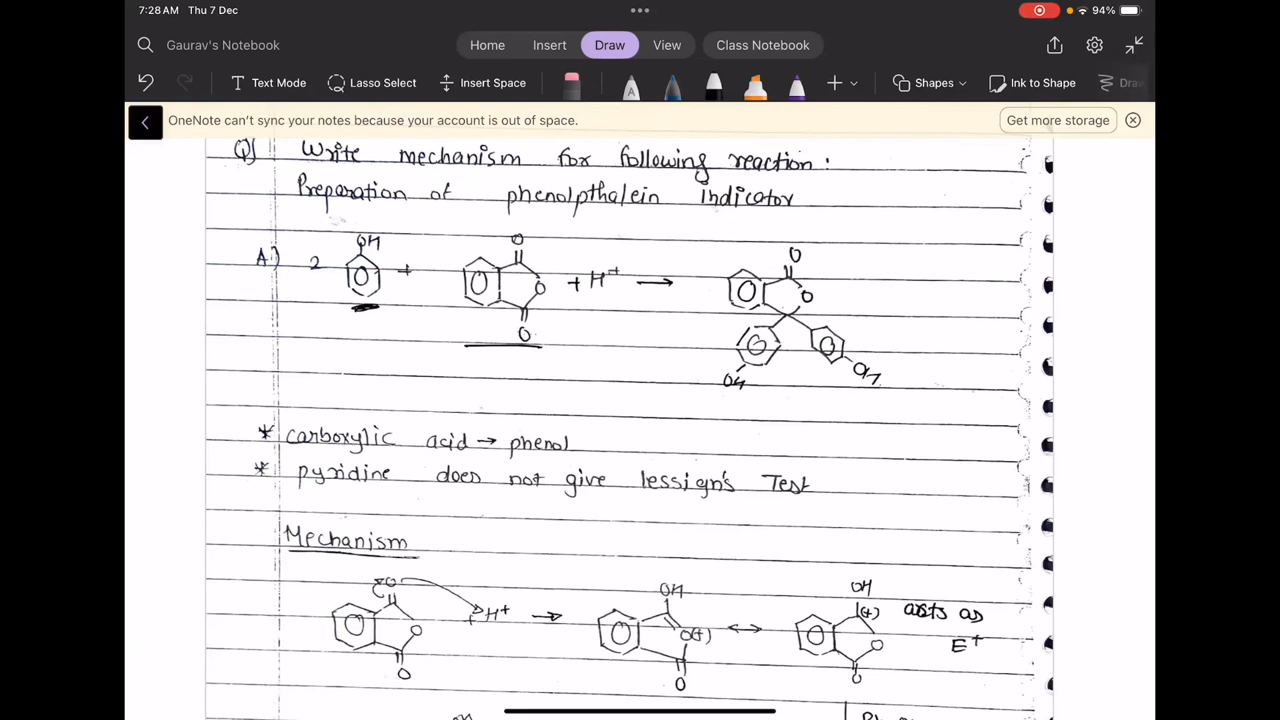 7:28 AM Thu 7 Dec
94%
Gaurav's Notebook
Home Insert Draw View Class Notebook
Text Mode Lasso Select Insert Space A Shapes Ink to Shape Draw
OneNote can't sync your notes because your account is out of space. Get more storage
Q) Write mechanism for following reaction:
Preparation of phenolpthalein indicator
A) 2 OH + O O O + H+ → O O OH OH
* carboxylic acid → phenol
* pyridine does not give lessign's Test
Mechanism
O O O H+ → OH O(+) O ↔ OH (+) O O acts as E+
OH